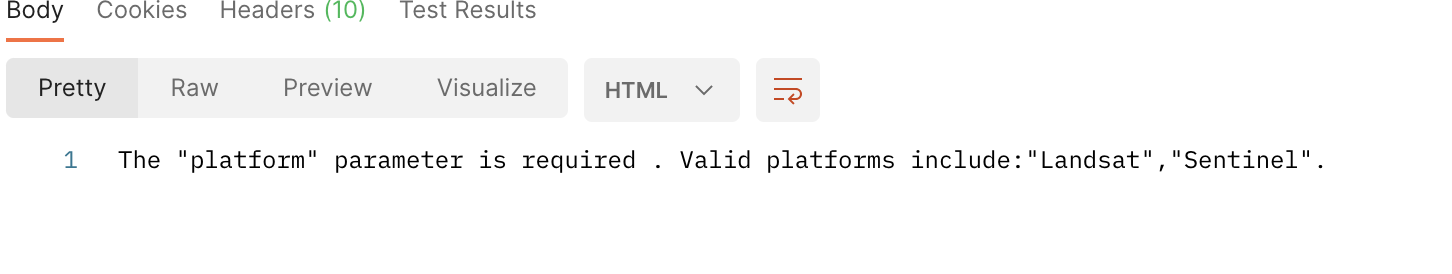 Body Cookies Headers (10) Test Results
Pretty Raw Preview Visualize HTML
1 The "platform" parameter is required . Valid platforms include:"Landsat","Sentinel".